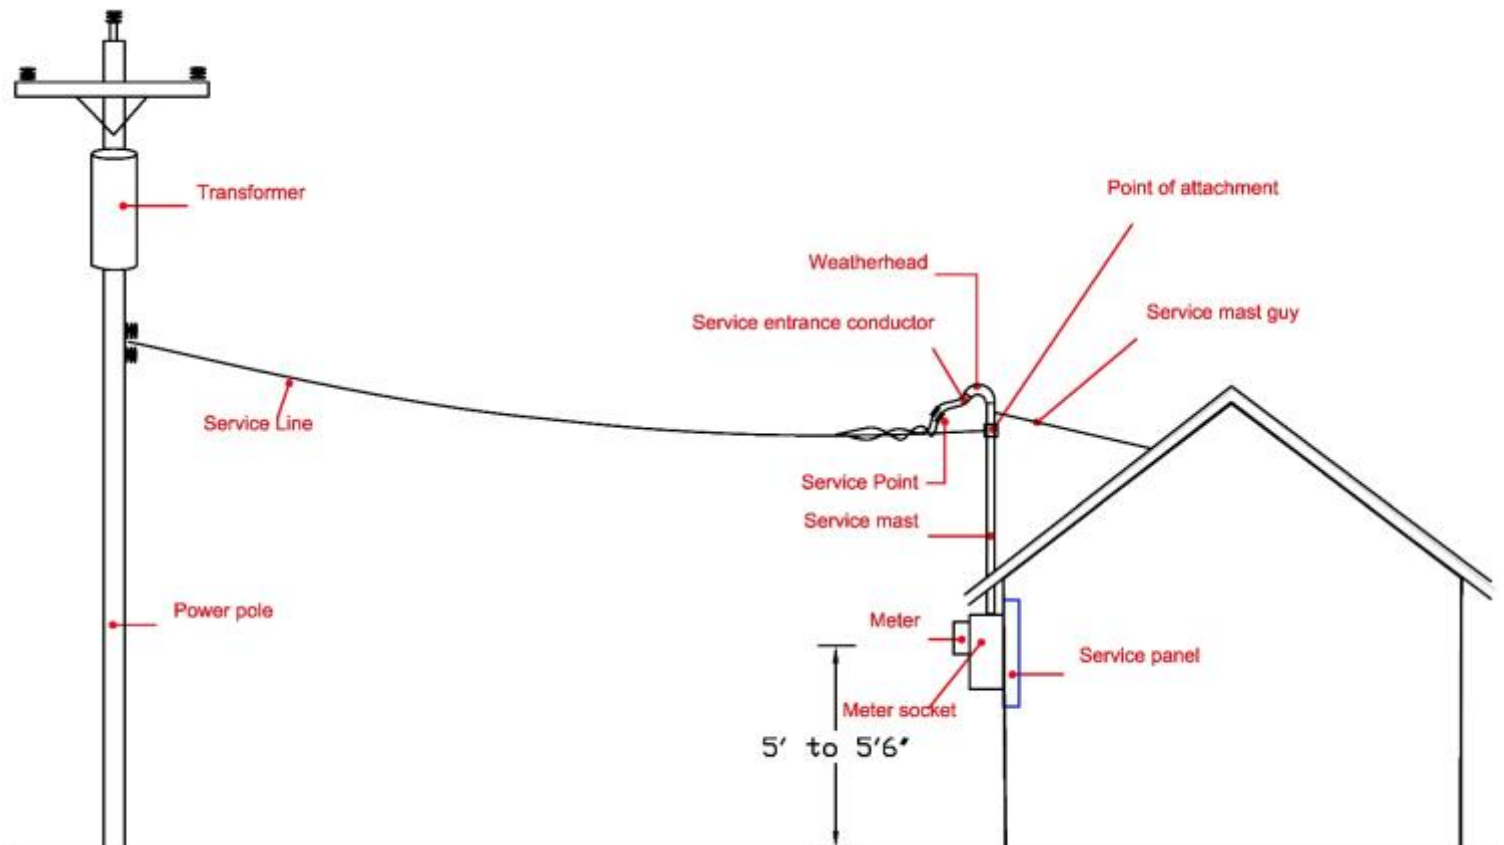 Transformer
Point of attachment
Weatherhead
Service mast guy
Service entrance conductor
Service Line
Service Point
Service mast
Power pole
Meter
Service panel
Meter socket
5' to 5'6"